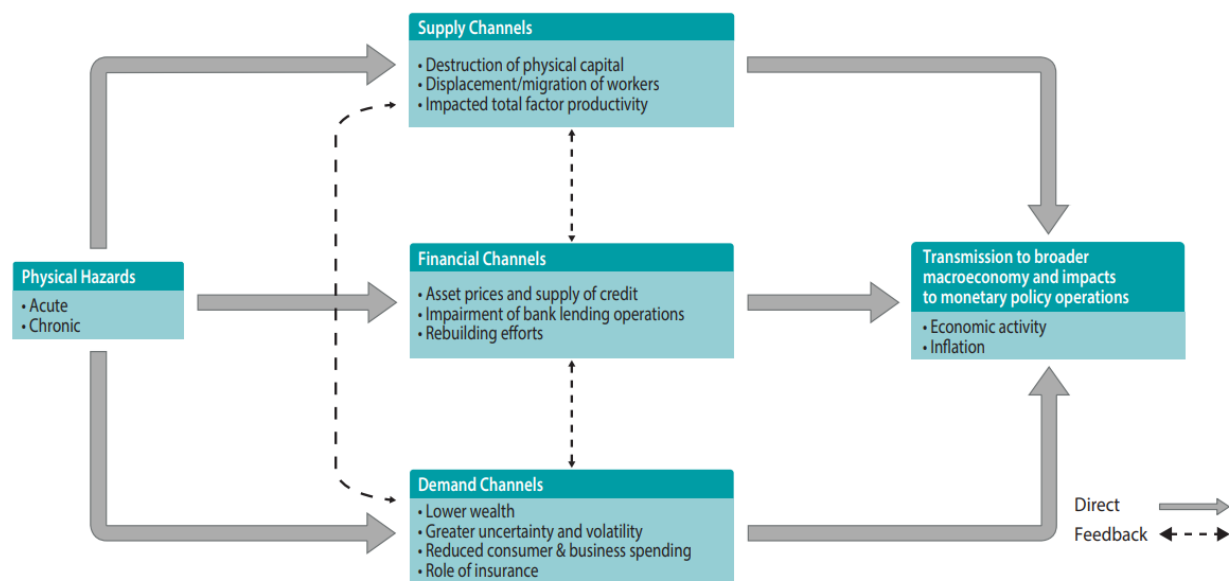 Supply Channels
• Destruction of physical capital
• Displacement/migration of workers
• Impacted total factor productivity
Physical Hazards
• Acute
• Chronic
Financial Channels
• Asset prices and supply of credit
• Impairment of bank lending operations
• Rebuilding efforts
Transmission to broader
macroeconomy and impacts
to monetary policy operations
• Economic activity
• Inflation
Demand Channels
• Lower wealth
• Greater uncertainty and volatility
• Reduced consumer & business spending
• Role of insurance
Direct
Feedback